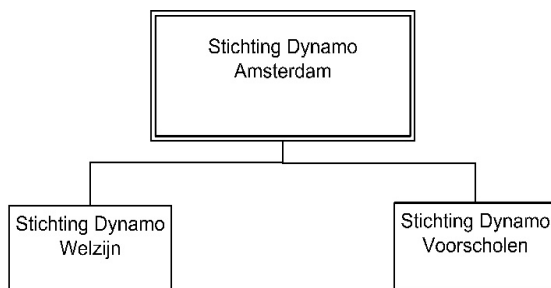 Stichting Dynamo
Amsterdam
Stichting Dynamo
Welzijn
Stichting Dynamo
Voorscholen